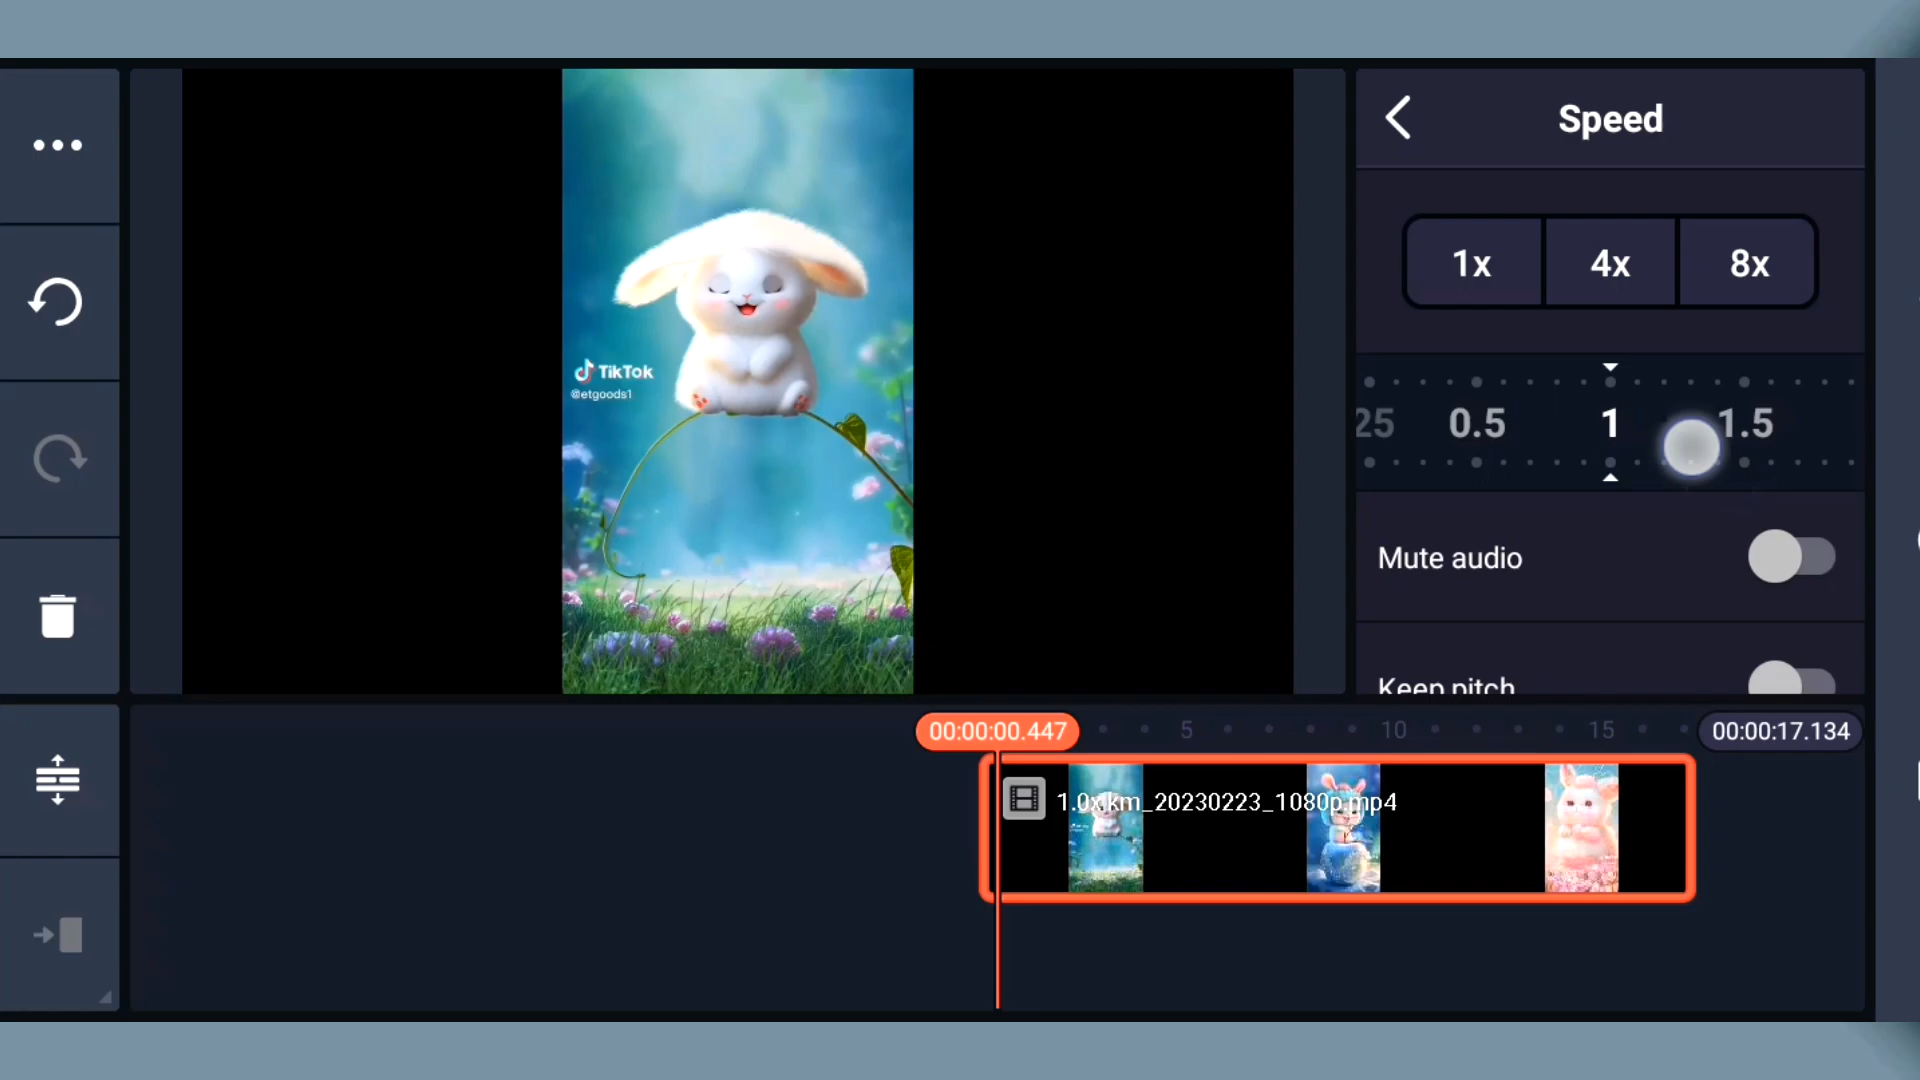 Speed
1x 4x 8x
25 0.5 1 1.5
TikTok
@etgoods1
Mute audio
Keep pitch
00:00:00.447 5 10 15 00:00:17.134
1.0x km_20230223_1080p.mp4